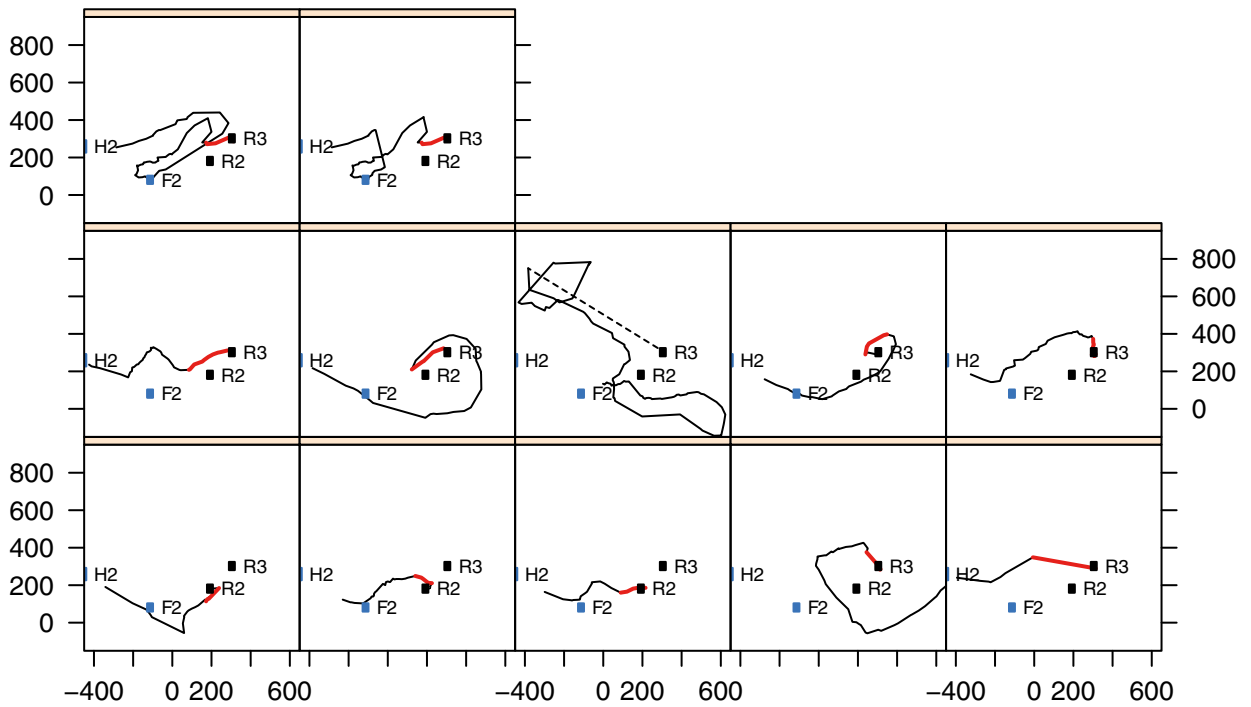 800
600
400 H2 R3 H2 R3
200 R2 R2
0 F2 F2
800
600
H2 R3 H2 R3 R3 H2 R3 H2 R3 400
R2 R2 R2 R2 R2 200
F2 F2 F2 F2 F2 0
800
600
400 H2 R3 H2 R3 H2 R3 H2 R3 H2 R3
200 R2 R2 R2 R2 R2
0 F2 F2 F2 F2 F2
−400 0 200 600 −400 0 200 600 −400 0 200 600